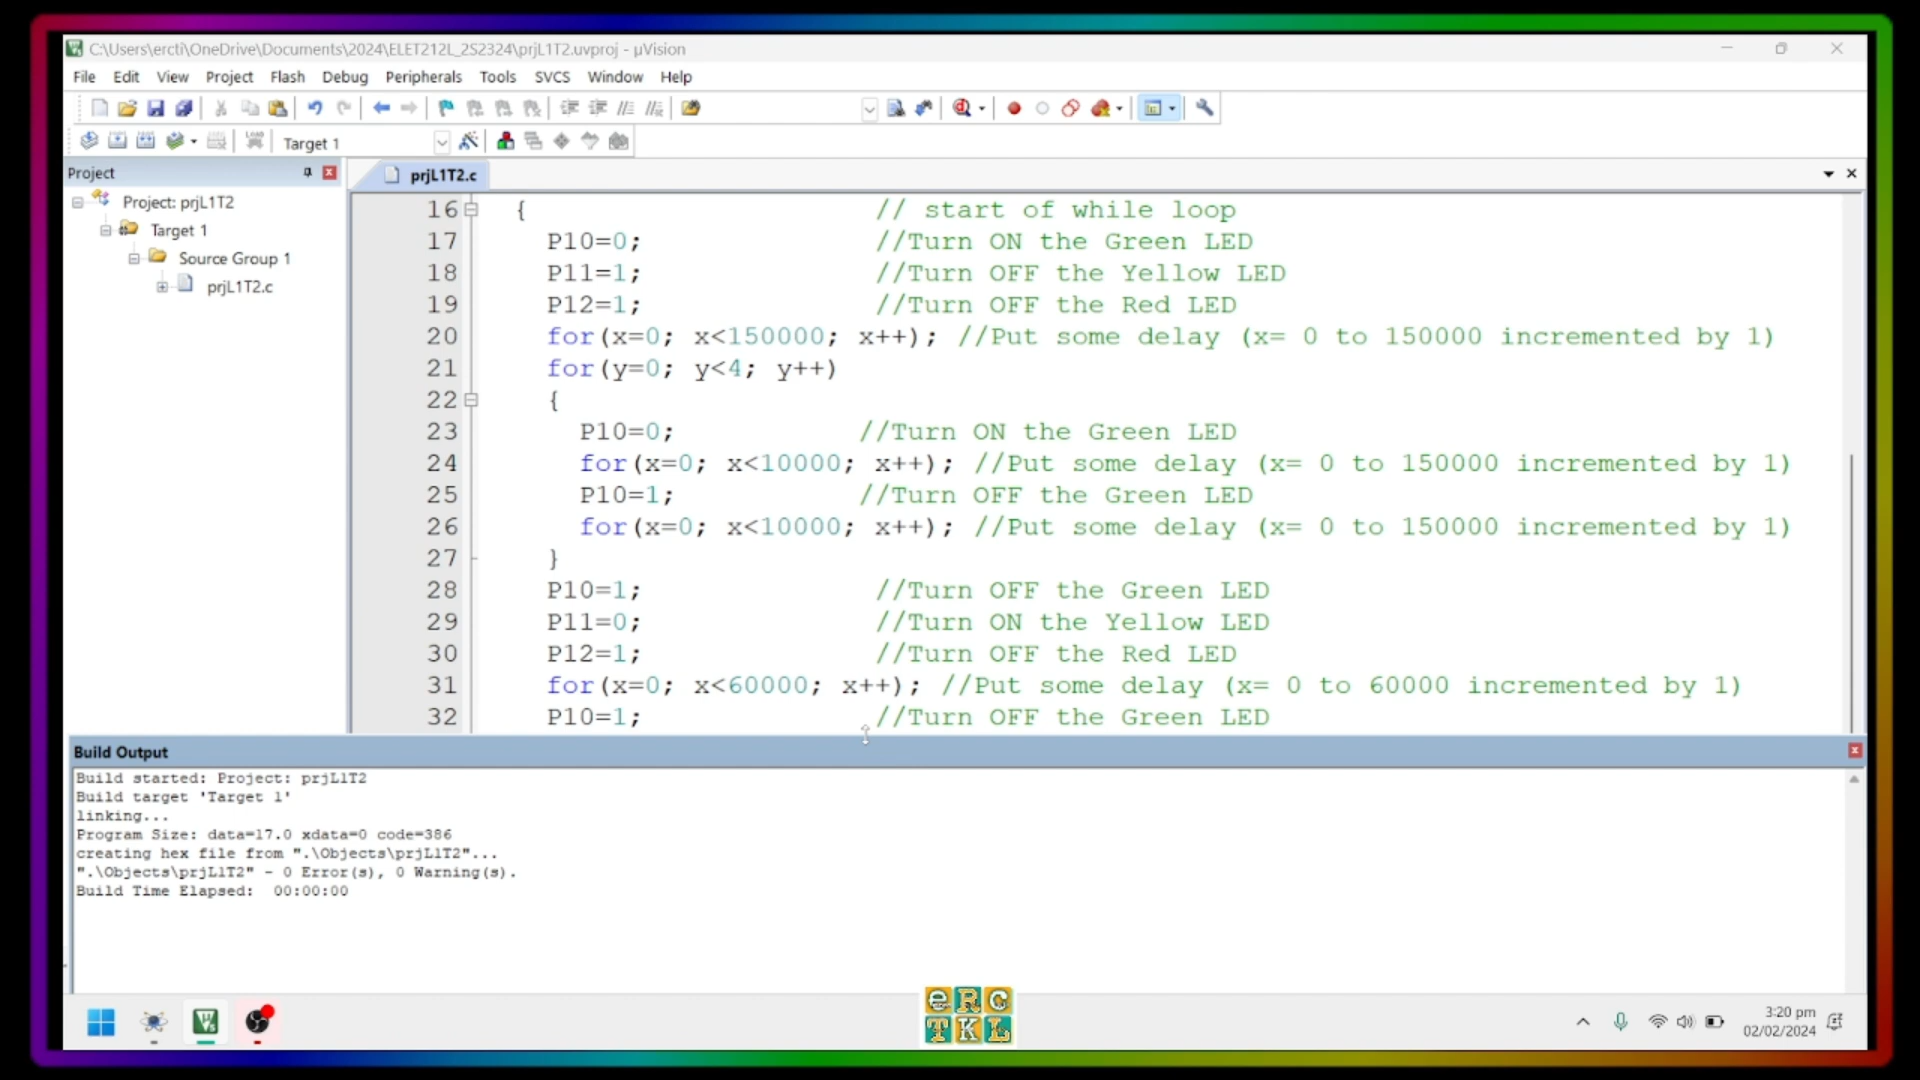 C:\Users\ercti\OneDrive\Documents\2024\ELET212L_2S2324\prjL1T2.uvproj - µVision
File Edit View Project Flash Debug Peripherals Tools SVCS Window Help
Target 1
Project
prjL1T2.c
Project: prjL1T2
Target 1
Source Group 1
prjL1T2.c
16 { // start of while loop
17 P10=0; //Turn ON the Green LED
18 P11=1; //Turn OFF the Yellow LED
19 P12=1; //Turn OFF the Red LED
20 for(x=0; x<150000; x++); //Put some delay (x= 0 to 150000 incremented by 1)
21 for(y=0; y<4; y++)
22 {
23 P10=0; //Turn ON the Green LED
24 for(x=0; x<10000; x++); //Put some delay (x= 0 to 150000 incremented by 1)
25 P10=1; //Turn OFF the Green LED
26 for(x=0; x<10000; x++); //Put some delay (x= 0 to 150000 incremented by 1)
27 }
28 P10=1; //Turn OFF the Green LED
29 P11=0; //Turn ON the Yellow LED
30 P12=1; //Turn OFF the Red LED
31 for(x=0; x<60000; x++); //Put some delay (x= 0 to 60000 incremented by 1)
32 P10=1; //Turn OFF the Green LED
Build Output
Build started: Project: prjL1T2
Build target 'Target 1'
linking...
Program Size: data=17.0 xdata=0 code=386
creating hex file from ".\Objects\prjL1T2"...
".\Objects\prjL1T2" - 0 Error(s), 0 Warning(s).
Build Time Elapsed: 00:00:00
eRC
TKL
3:20 pm
02/02/2024